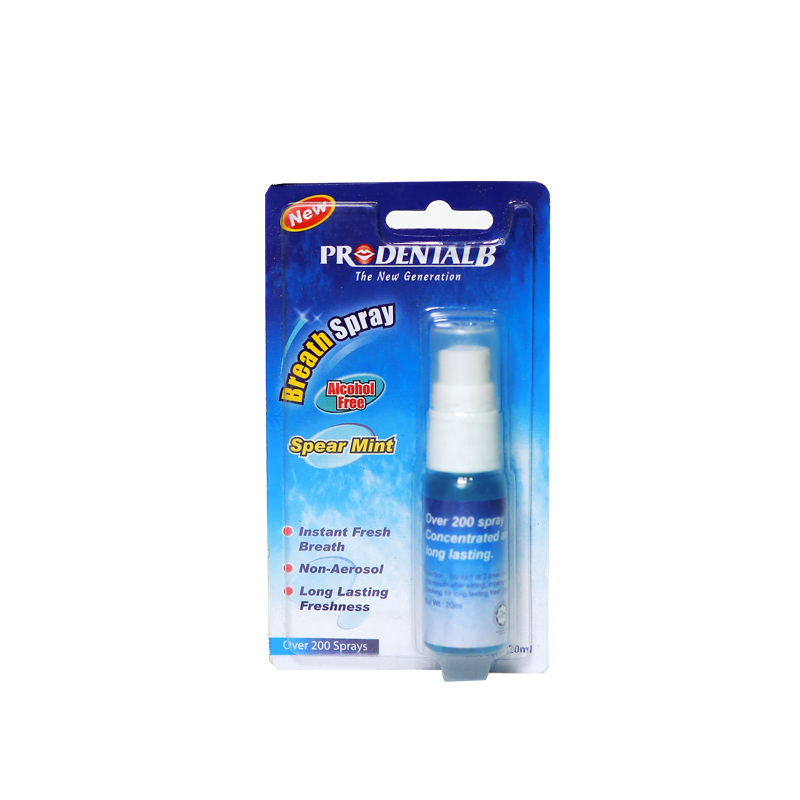 New
PRODENTALB
The New Generation
Breath Spray
Alcohol
Free
Spear Mint
Instant Fresh
Breath
Non-Aerosol
Long Lasting
Freshness
Over 200 Sprays
Over 200 spray
Concentrated
long lasting.
20ml